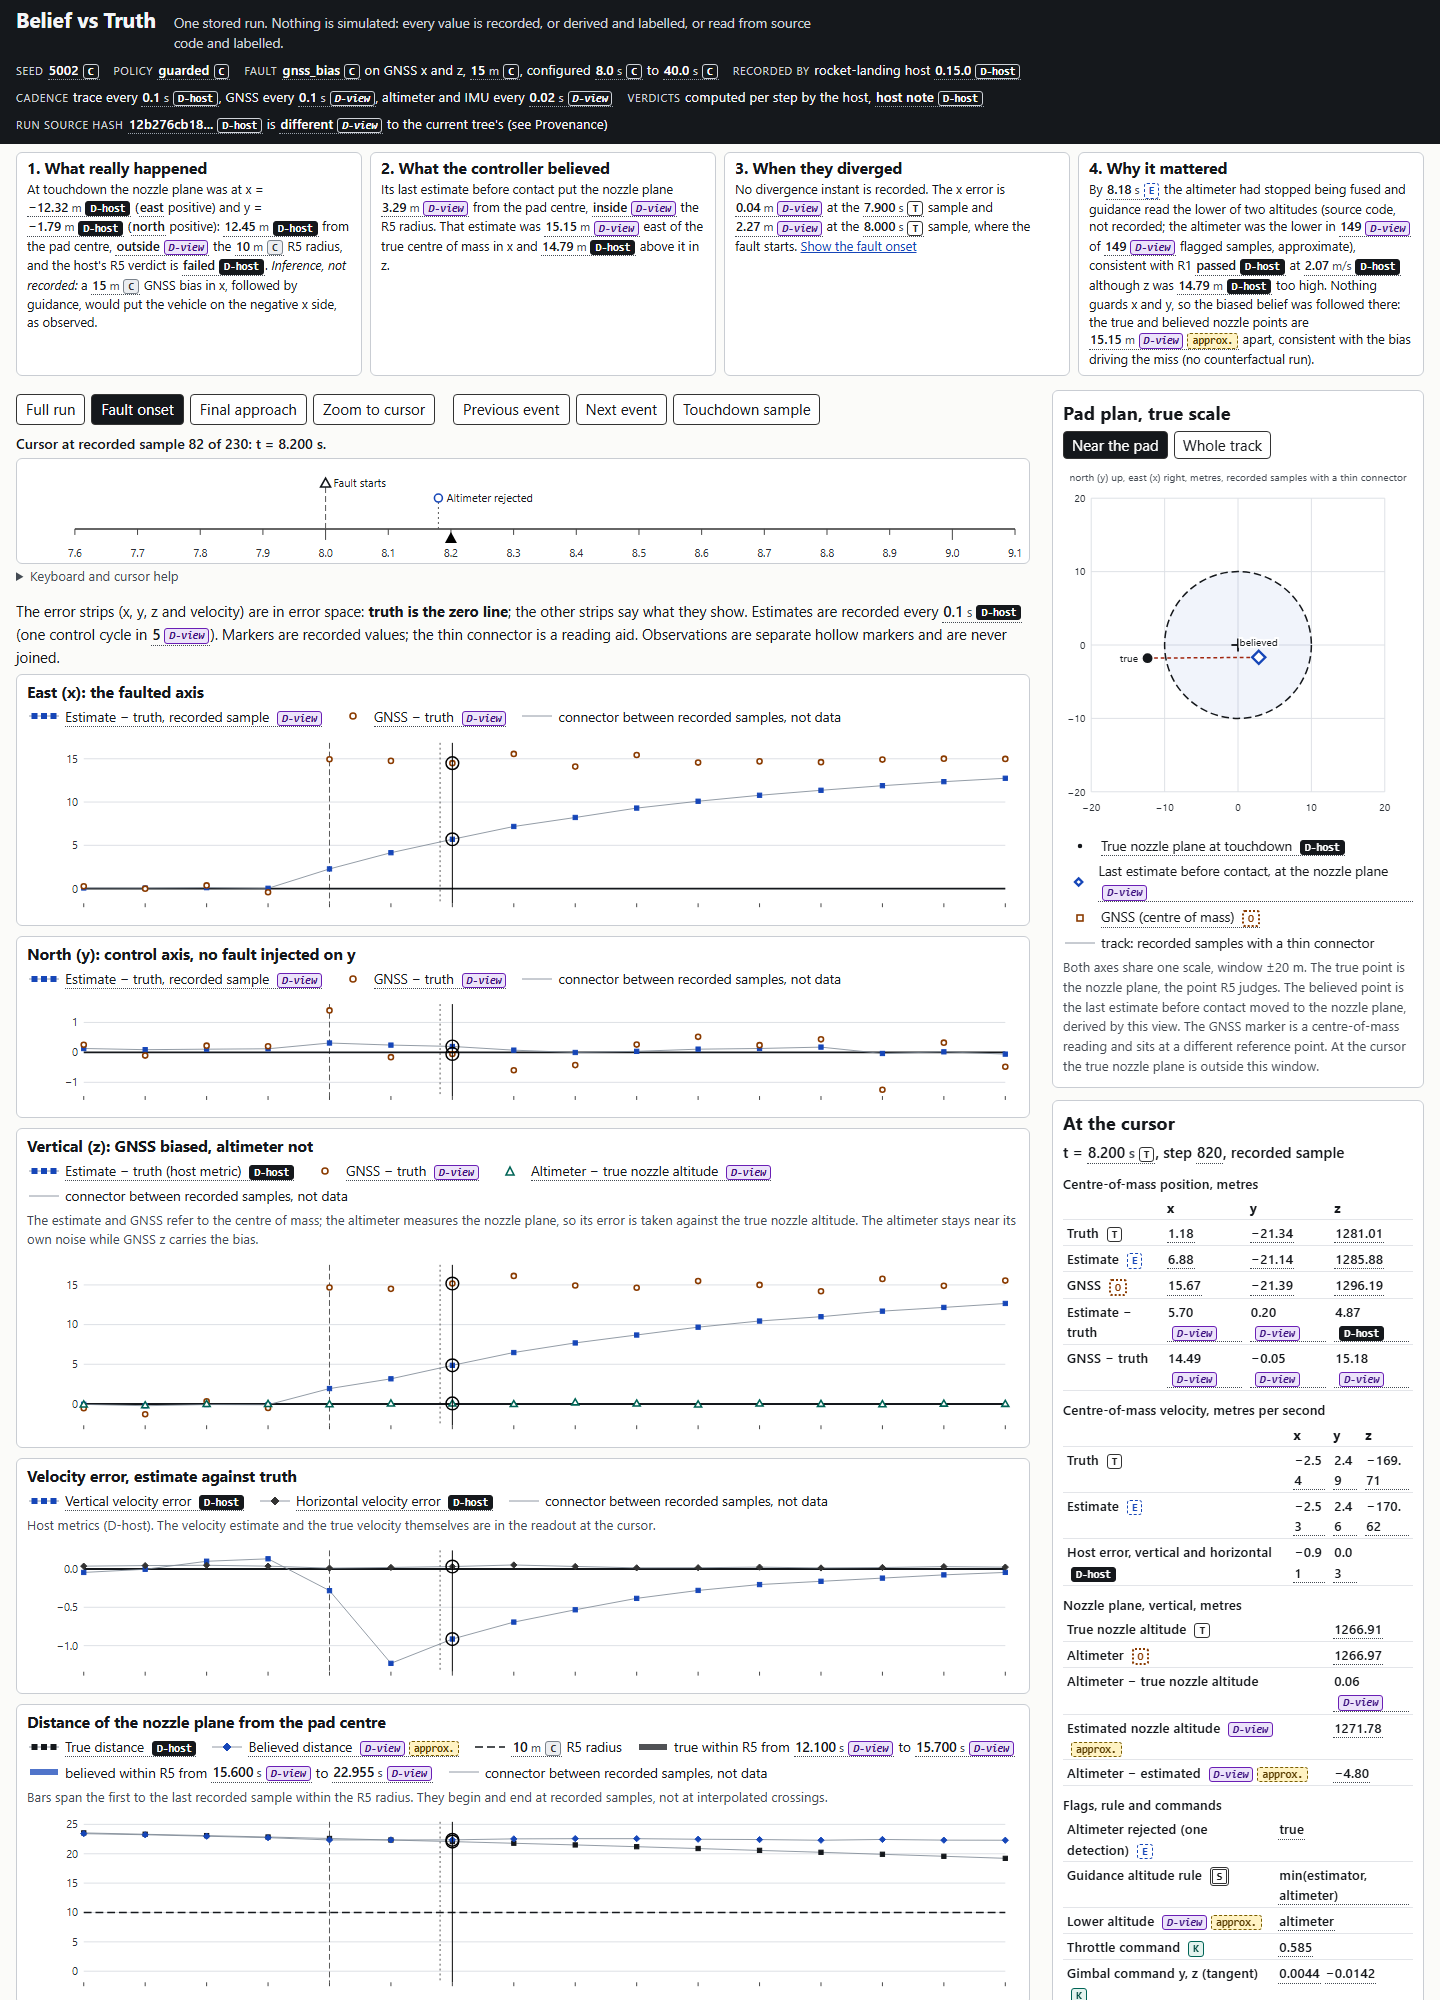 Belief vs Truth
One stored run. Nothing is simulated: every value is recorded, or derived and labelled, or read from source
code and labelled.
SEED 5002 C POLICY guarded C FAULT gnss_bias C on GNSS x and z, 15 m C, configured 8.0 s C to 40.0 s C RECORDED BY rocket-landing host 0.15.0 D-host
CADENCE trace every 0.1 s D-host, GNSS every 0.1 s D-view, altimeter and IMU every 0.02 s D-view VERDICTS computed per step by the host, host note D-host
RUN SOURCE HASH 12b276cb18... D-host is different D-view to the current tree's (see Provenance)
1. What really happened
At touchdown the nozzle plane was at x =
−12.32 m D-host (east positive) and y =
−1.79 m D-host (north positive): 12.45 m D-host from
the pad centre, outside D-view the 10 m C R5 radius,
and the host's R5 verdict is failed D-host. Inference, not
recorded: a 15 m C GNSS bias in x, followed by
guidance, would put the vehicle on the negative x side,
as observed.
2. What the controller believed
Its last estimate before contact put the nozzle plane
3.29 m D-view from the pad centre, inside D-view the
R5 radius. That estimate was 15.15 m D-view east of the
true centre of mass in x and 14.79 m D-host above it in
z.
3. When they diverged
No divergence instant is recorded. The x error is
0.04 m D-view at the 7.900 s T sample and
2.27 m D-view at the 8.000 s T sample, where the
fault starts. Show the fault onset
4. Why it mattered
By 8.18 s E the altimeter had stopped being fused and
guidance read the lower of two altitudes (source code,
not recorded; the altimeter was the lower in 149 D-view
of 149 D-view flagged samples, approximate),
consistent with R1 passed D-host at 2.07 m/s D-host
although z was 14.79 m D-host too high. Nothing
guards x and y, so the biased belief was followed there:
the true and believed nozzle points are
15.15 m D-view approx. apart, consistent with the bias
driving the miss (no counterfactual run).
Full run Fault onset Final approach Zoom to cursor Previous event Next event Touchdown sample
Cursor at recorded sample 82 of 230: t = 8.200 s.
Fault starts
Altimeter rejected
7.6 7.7 7.8 7.9 8.0 8.1 8.2 8.3 8.4 8.5 8.6 8.7 8.8 8.9 9.0 9.1
Keyboard and cursor help
The error strips (x, y, z and velocity) are in error space: truth is the zero line; the other strips say what they show. Estimates are recorded every 0.1 s D-host
(one control cycle in 5 D-view). Markers are recorded values; the thin connector is a reading aid. Observations are separate hollow markers and are never
joined.
East (x): the faulted axis
Estimate − truth, recorded sample D-view GNSS − truth D-view connector between recorded samples, not data
15
10
5
0
North (y): control axis, no fault injected on y
Estimate − truth, recorded sample D-view GNSS − truth D-view connector between recorded samples, not data
1
0
−1
Vertical (z): GNSS biased, altimeter not
Estimate − truth (host metric) D-host GNSS − truth D-view Altimeter − true nozzle altitude D-view
connector between recorded samples, not data
The estimate and GNSS refer to the centre of mass; the altimeter measures the nozzle plane, so its error is taken against the true nozzle altitude. The altimeter stays near its
own noise while GNSS z carries the bias.
15
10
5
0
Velocity error, estimate against truth
Vertical velocity error D-host Horizontal velocity error D-host connector between recorded samples, not data
Host metrics (D-host). The velocity estimate and the true velocity themselves are in the readout at the cursor.
0.0
−0.5
−1.0
Distance of the nozzle plane from the pad centre
True distance D-host Believed distance D-view approx. 10 m C R5 radius true within R5 from 12.100 s D-view to 15.700 s D-view
believed within R5 from 15.600 s D-view to 22.955 s D-view connector between recorded samples, not data
Bars span the first to the last recorded sample within the R5 radius. They begin and end at recorded samples, not at interpolated crossings.
25
20
15
10
5
0
Pad plan, true scale
Near the pad Whole track
north (y) up, east (x) right, metres, recorded samples with a thin connector
20
10
0
−10
−20
believed
true
−20 −10 0 10 20
True nozzle plane at touchdown D-host
Last estimate before contact, at the nozzle plane
D-view
GNSS (centre of mass) O
track: recorded samples with a thin connector
Both axes share one scale, window ±20 m. The true point is
the nozzle plane, the point R5 judges. The believed point is
the last estimate before contact moved to the nozzle plane,
derived by this view. The GNSS marker is a centre-of-mass
reading and sits at a different reference point. At the cursor
the true nozzle plane is outside this window.
At the cursor
t = 8.200 s T, step 820, recorded sample
Centre-of-mass position, metres
x y z
Truth T 1.18 −21.34 1281.01
Estimate E 6.88 −21.14 1285.88
GNSS O 15.67 −21.39 1296.19
Estimate − 5.70 0.20 4.87
truth D-view D-view D-host
GNSS − truth 14.49 −0.05 15.18
D-view D-view D-view
Centre-of-mass velocity, metres per second
x y z
Truth T −2.5 2.4 −169.
4 9 71
Estimate E −2.5 2.4 −170.
3 6 62
Host error, vertical and horizontal −0.9 0.0
D-host 1 3
Nozzle plane, vertical, metres
True nozzle altitude T 1266.91
Altimeter O 1266.97
Altimeter − true nozzle altitude 0.06
D-view
Estimated nozzle altitude D-view 1271.78
approx.
Altimeter − estimated D-view approx. −4.80
Flags, rule and commands
Altimeter rejected (one true
detection) E
Guidance altitude rule S min(estimator,
altimeter)
Lower altitude D-view approx. altimeter
Throttle command K 0.585
Gimbal command y, z (tangent) 0.0044 −0.0142
K